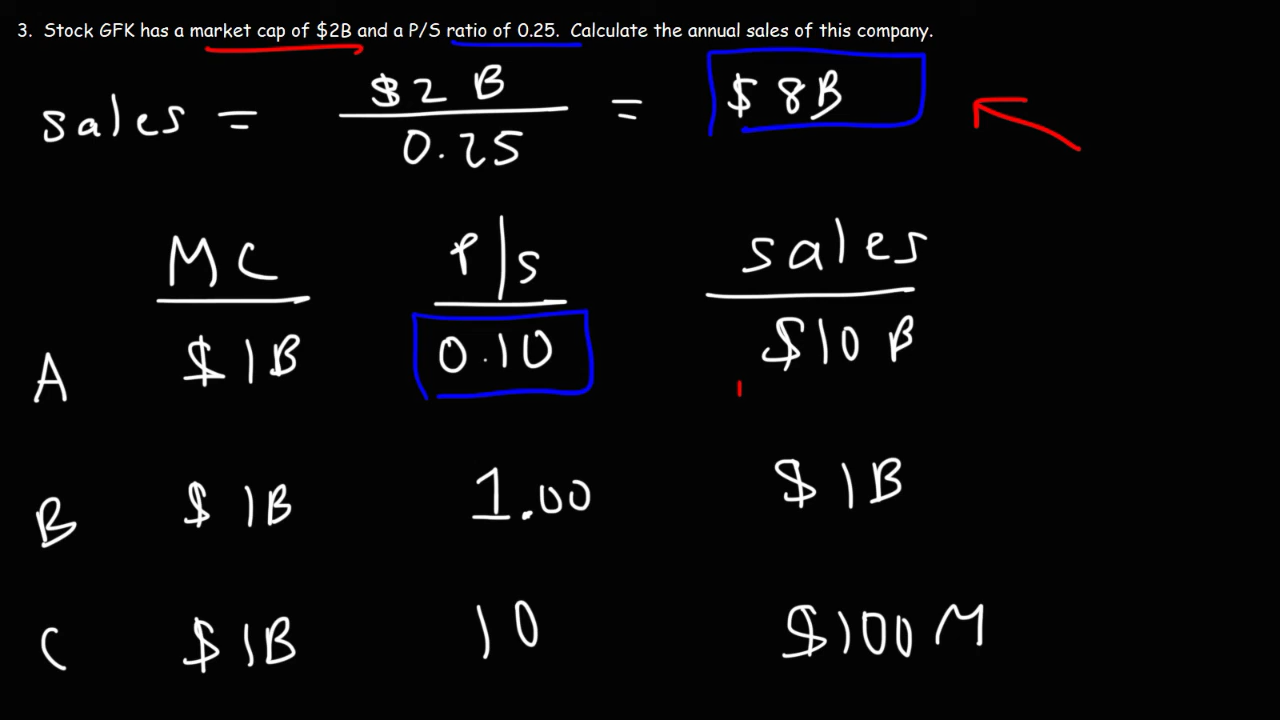 3. Stock GFK has a market cap of $2B and a P/S ratio of 0.25. Calculate the annual sales of this company.
sales = $2 B / 0.25 = $8B
MC P/S sales
A $1B 0.10 $10 B
B $1B 1.00 $1B
C $1B 10 $100 M